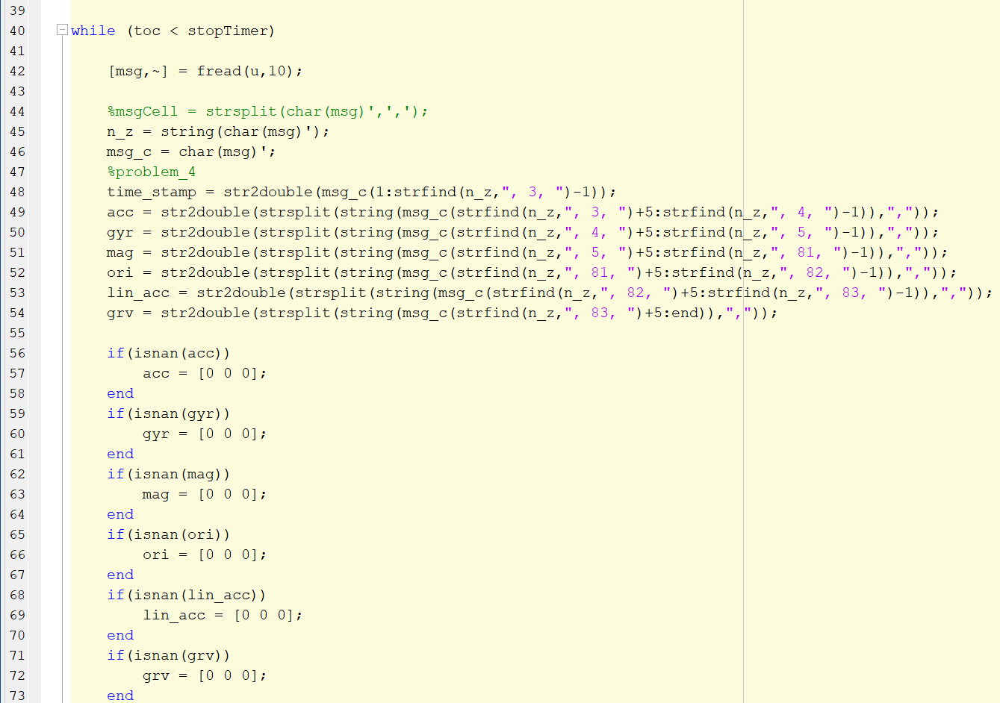 39
40 while (toc < stopTimer)
41
42 [msg,~] = fread(u,10);
43
44 %msgCell = strsplit(char(msg)',',');
45 n_z = string(char(msg)');
46 msg_c = char(msg)';
47 %problem_4
48 time_stamp = str2double(msg_c(1:strfind(n_z,", 3, ")-1));
49 acc = str2double(strsplit(string(msg_c(strfind(n_z,", 3, ")+5:strfind(n_z,", 4, ")-1)),","));
50 gyr = str2double(strsplit(string(msg_c(strfind(n_z,", 4, ")+5:strfind(n_z,", 5, ")-1)),","));
51 mag = str2double(strsplit(string(msg_c(strfind(n_z,", 5, ")+5:strfind(n_z,", 81, ")-1)),","));
52 ori = str2double(strsplit(string(msg_c(strfind(n_z,", 81, ")+5:strfind(n_z,", 82, ")-1)),","));
53 lin_acc = str2double(strsplit(string(msg_c(strfind(n_z,", 82, ")+5:strfind(n_z,", 83, ")-1)),","));
54 grv = str2double(strsplit(string(msg_c(strfind(n_z,", 83, ")+5:end)),","));
55
56 if(isnan(acc))
57 acc = [0 0 0];
58 end
59 if(isnan(gyr))
60 gyr = [0 0 0];
61 end
62 if(isnan(mag))
63 mag = [0 0 0];
64 end
65 if(isnan(ori))
66 ori = [0 0 0];
67 end
68 if(isnan(lin_acc))
69 lin_acc = [0 0 0];
70 end
71 if(isnan(grv))
72 grv = [0 0 0];
73 end